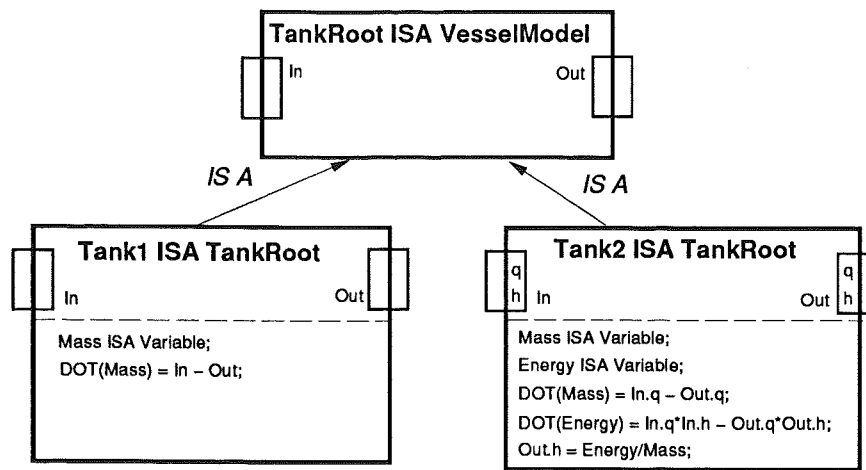 TankRoot ISA VesselModel
In
Out
IS A
IS A
Tank1 ISA TankRoot
In
Out
Mass ISA Variable;
DOT(Mass) = In – Out;
Tank2 ISA TankRoot
q
h
In
q
h
Out
Mass ISA Variable;
Energy ISA Variable;
DOT(Mass) = In.q – Out.q;
DOT(Energy) = In.q*In.h – Out.q*Out.h;
Out.h = Energy/Mass;